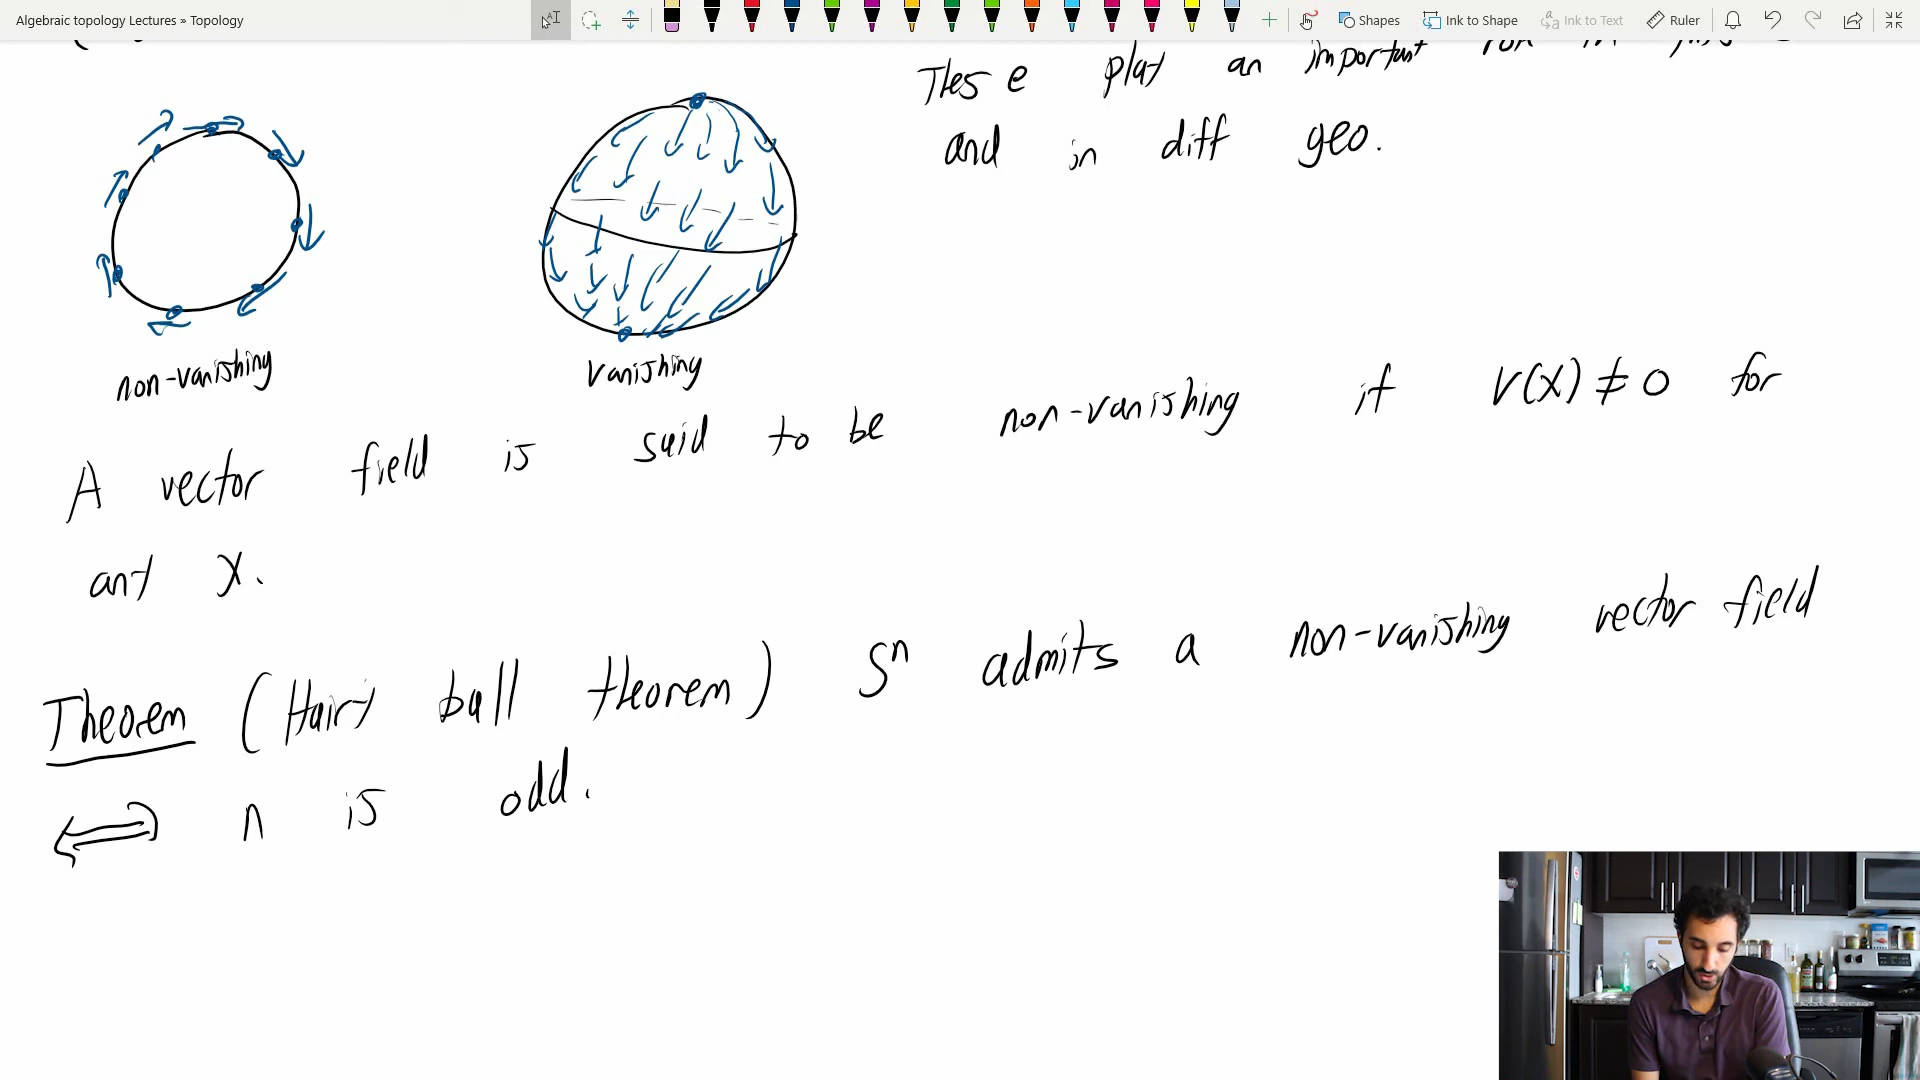 Algebraic topology Lectures » Topology
Shapes
Ink to Shape
Ink to Text
Ruler
These play an important
and in diff geo.
non-vanishing
vanishing
A vector field is said to be non-vanishing if V(x) ≠ 0 for
any x.
Theorem (Hairy ball theorem) Sⁿ admits a non-vanishing vector field
⟺ n is odd.